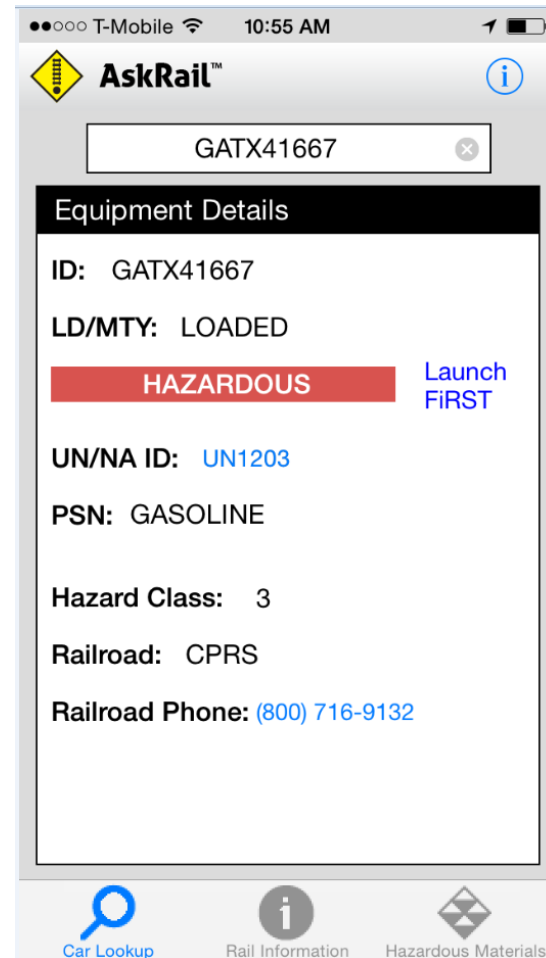 T-Mobile 10:55 AM
AskRail™
GATX41667
Equipment Details
ID: GATX41667
LD/MTY: LOADED
HAZARDOUS
Launch
FiRST
UN/NA ID: UN1203
PSN: GASOLINE
Hazard Class: 3
Railroad: CPRS
Railroad Phone: (800) 716-9132
Car Lookup Rail Information Hazardous Materials